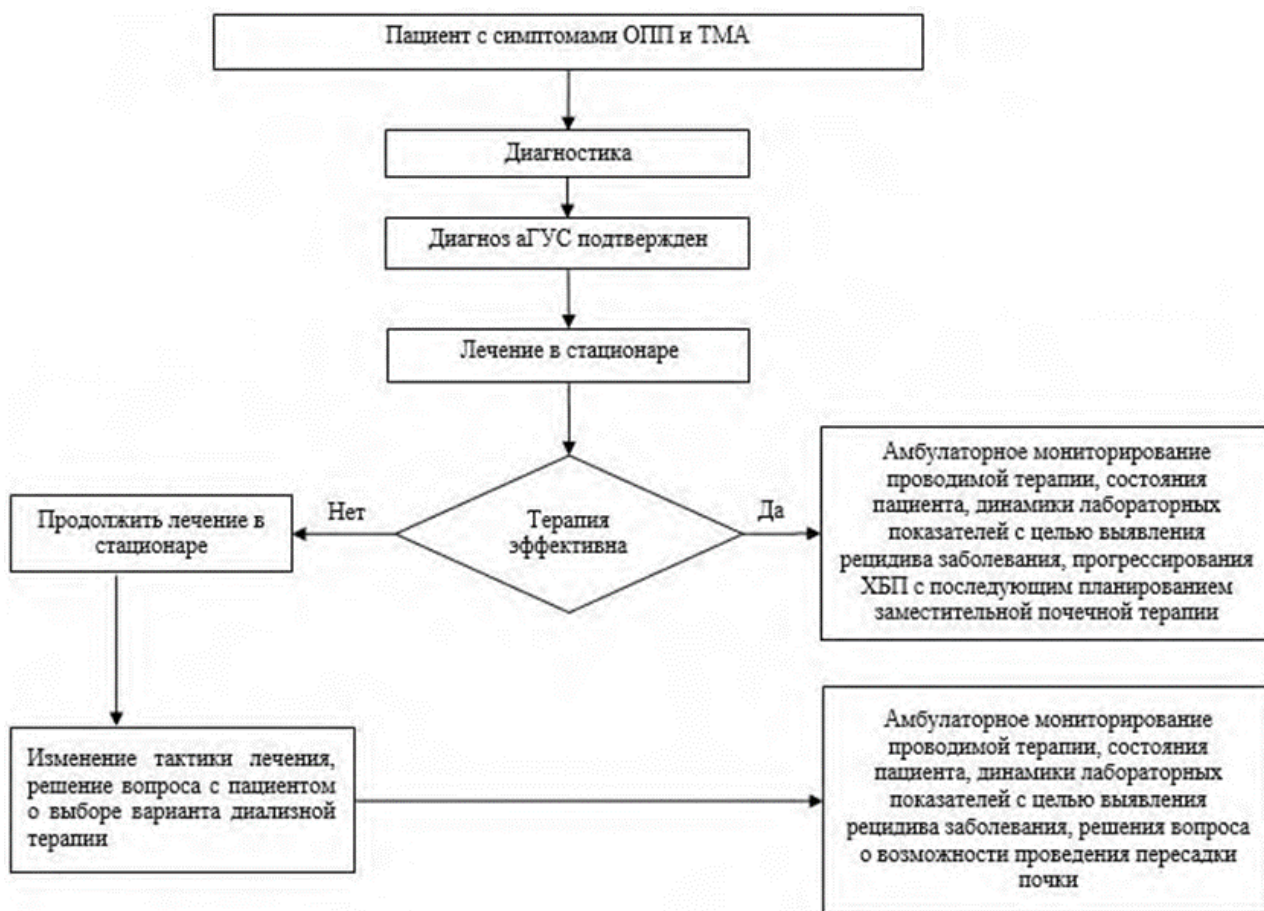 Пациент с симптомами ОПП и ТМА
Диагностика
Диагноз аГУС подтвержден
Лечение в стационаре
Терапия
эффективна
Нет
Да
Продолжить лечение в
стационаре
Амбулаторное мониторирование
проводимой терапии, состояния
пациента, динамики лабораторных
показателей с целью выявления
рецидива заболевания, прогрессирования
ХБП с последующим планированием
заместительной почечной терапии
Изменение тактики лечения,
решение вопроса с пациентом
о выборе варианта диализной
терапии
Амбулаторное мониторирование
проводимой терапии, состояния
пациента, динамики лабораторных
показателей с целью выявления
рецидива заболевания, решения вопроса
о возможности проведения пересадки
почки